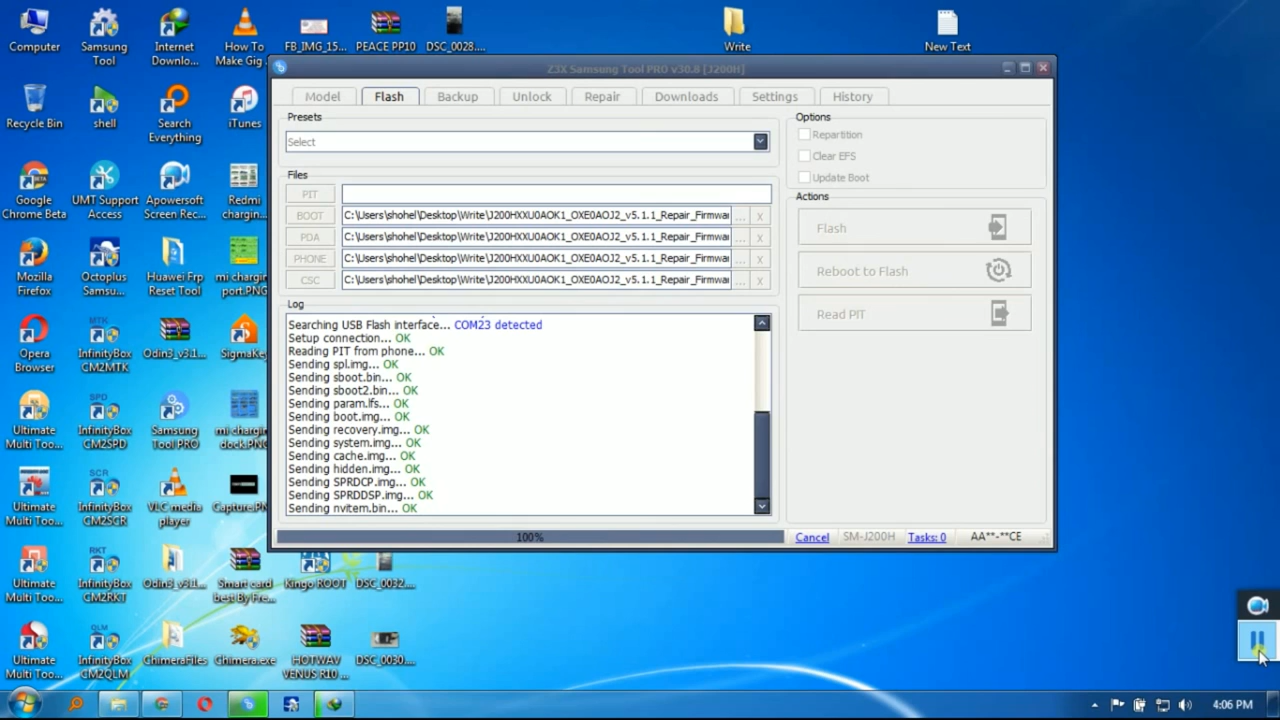 Computer
Samsung Tool
Internet Downlo...
How To Make Gig...
FB_IMG_15...
PEACE PP10
DSC_0028....
Write
New Text
Recycle Bin
shell
Search Everything
iTunes
Google Chrome Beta
UMT Support Access
Apowersoft Screen Rec...
Redmi chargin...
Mozilla Firefox
Octoplus Samsu...
Huawei Frp Reset Tool
mi chargin port.PNG
Opera Browser
InfinityBox CM2MTK
Odin3_v3.1...
SigmaKey
Ultimate Multi Too...
InfinityBox CM2SPD
Samsung Tool PRO
mi chargin dock.PNG
Ultimate Multi Too...
InfinityBox CM2SCR
VLC media player
Capture.PN
Ultimate Multi Too...
InfinityBox CM2RKT
Odin3_v3.1...
Smart card best By Fre...
Kingo ROOT
DSC_0032....
Ultimate Multi Too...
InfinityBox CM2QLM
ChimeraFiles
Chimera.exe
HOTWAV VENUS R10 ...
DSC_0030....
Z3X Samsung Tool PRO v30.8 [J200H]
Model
Flash
Backup
Unlock
Repair
Downloads
Settings
History
Presets
Select
Files
PIT
BOOT C:\Users\shohel\Desktop\Write\J200HXXU0AOK1_OXE0AOJ2_v5.1.1_Repair_Firmwar ... x
PDA C:\Users\shohel\Desktop\Write\J200HXXU0AOK1_OXE0AOJ2_v5.1.1_Repair_Firmwar ... x
PHONE C:\Users\shohel\Desktop\Write\J200HXXU0AOK1_OXE0AOJ2_v5.1.1_Repair_Firmwar ... x
CSC C:\Users\shohel\Desktop\Write\J200HXXU0AOK1_OXE0AOJ2_v5.1.1_Repair_Firmwar ... x
Log
Searching USB Flash interface... COM23 detected
Setup connection... OK
Reading PIT from phone... OK
Sending spl.img... OK
Sending sboot.bin... OK
Sending sboot2.bin... OK
Sending param.lfs... OK
Sending boot.img... OK
Sending recovery.img... OK
Sending system.img... OK
Sending cache.img... OK
Sending hidden.img... OK
Sending SPRDCP.img... OK
Sending SPRDDSP.img... OK
Sending nvitem.bin... OK
Options
Repartition
Clear EFS
Update Boot
Actions
Flash
Reboot to Flash
Read PIT
100%
Cancel
SM-J200H
Tasks: 0
AA**-**CE
4:06 PM